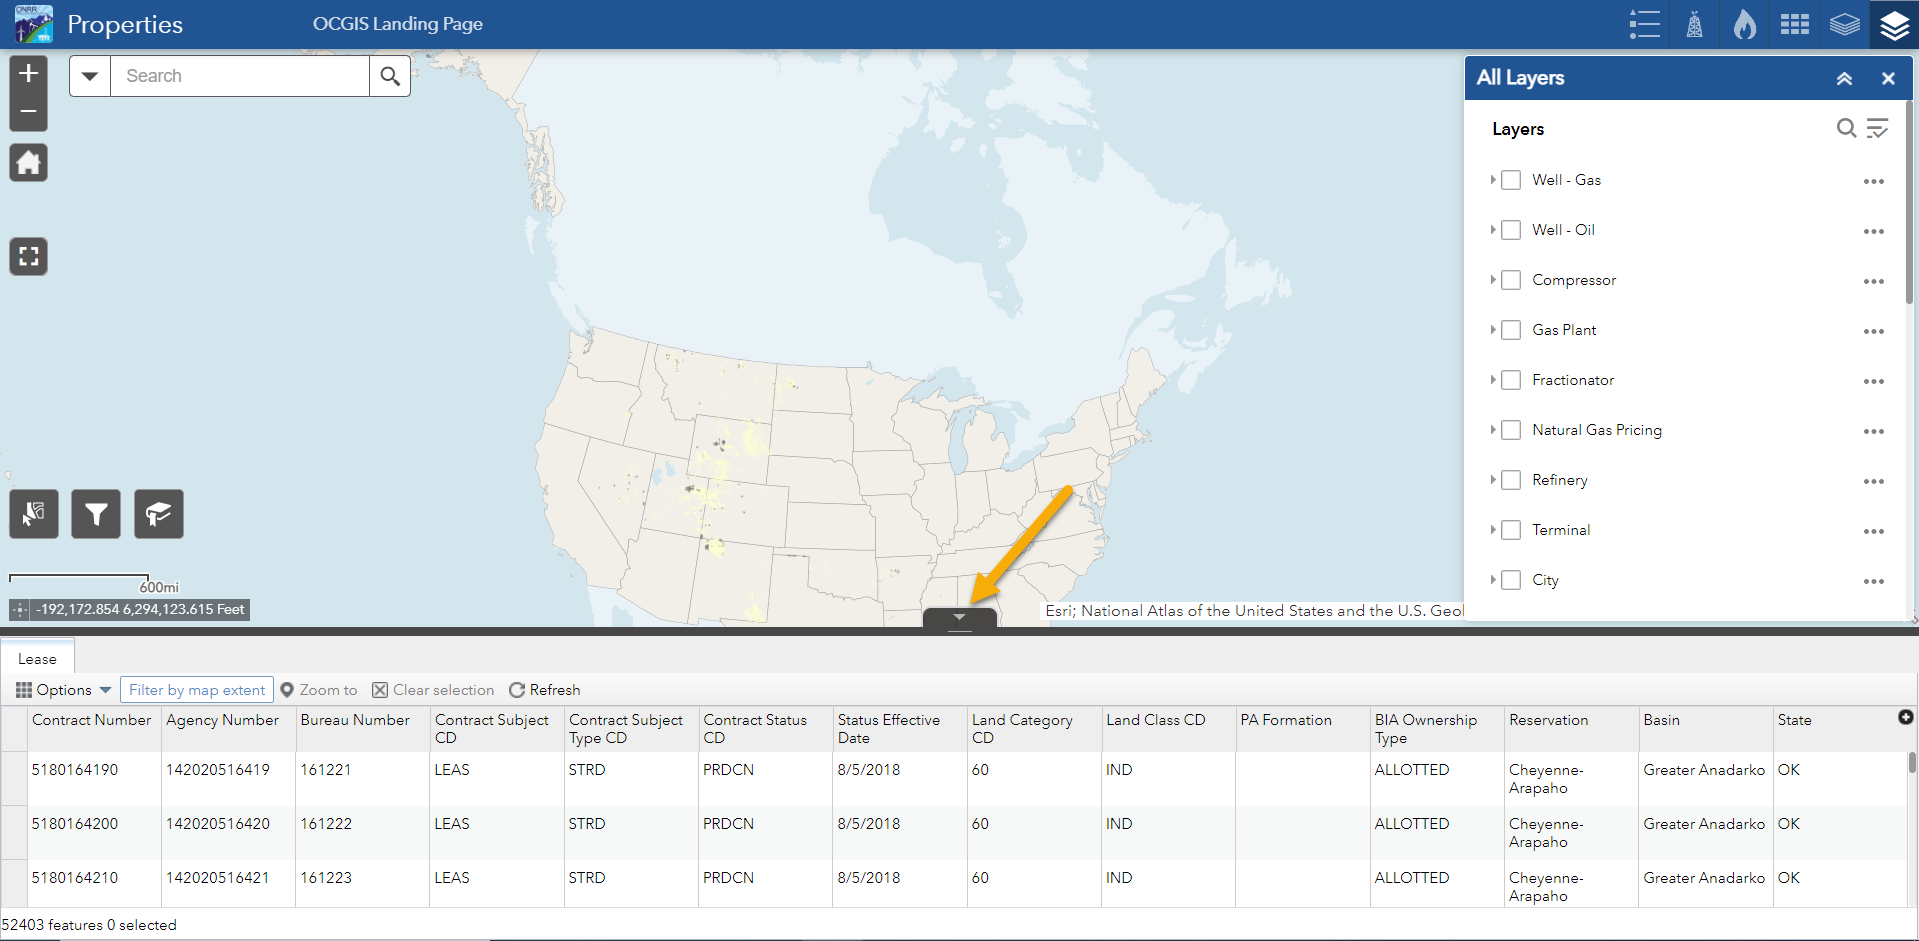 ONRR
Properties
OCGIS Landing Page
Search
All Layers
Layers
Well - Gas
Well - Oil
Compressor
Gas Plant
Fractionator
Natural Gas Pricing
Refinery
Terminal
City
600mi
-192,172.854 6,294,123.615 Feet
Esri; National Atlas of the United States and the U.S. Geol
Lease
Options Filter by map extent Zoom to Clear selection Refresh
Contract Number Agency Number Bureau Number Contract Subject CD Contract Subject Type CD Contract Status CD Status Effective Date Land Category CD Land Class CD PA Formation BIA Ownership Type Reservation Basin State
5180164190 142020516419 161221 LEAS STRD PRDCN 8/5/2018 60 IND ALLOTTED Cheyenne-Arapaho Greater Anadarko OK
5180164200 142020516420 161222 LEAS STRD PRDCN 8/5/2018 60 IND ALLOTTED Cheyenne-Arapaho Greater Anadarko OK
5180164210 142020516421 161223 LEAS STRD PRDCN 8/5/2018 60 IND ALLOTTED Cheyenne-Arapaho Greater Anadarko OK
52403 features 0 selected